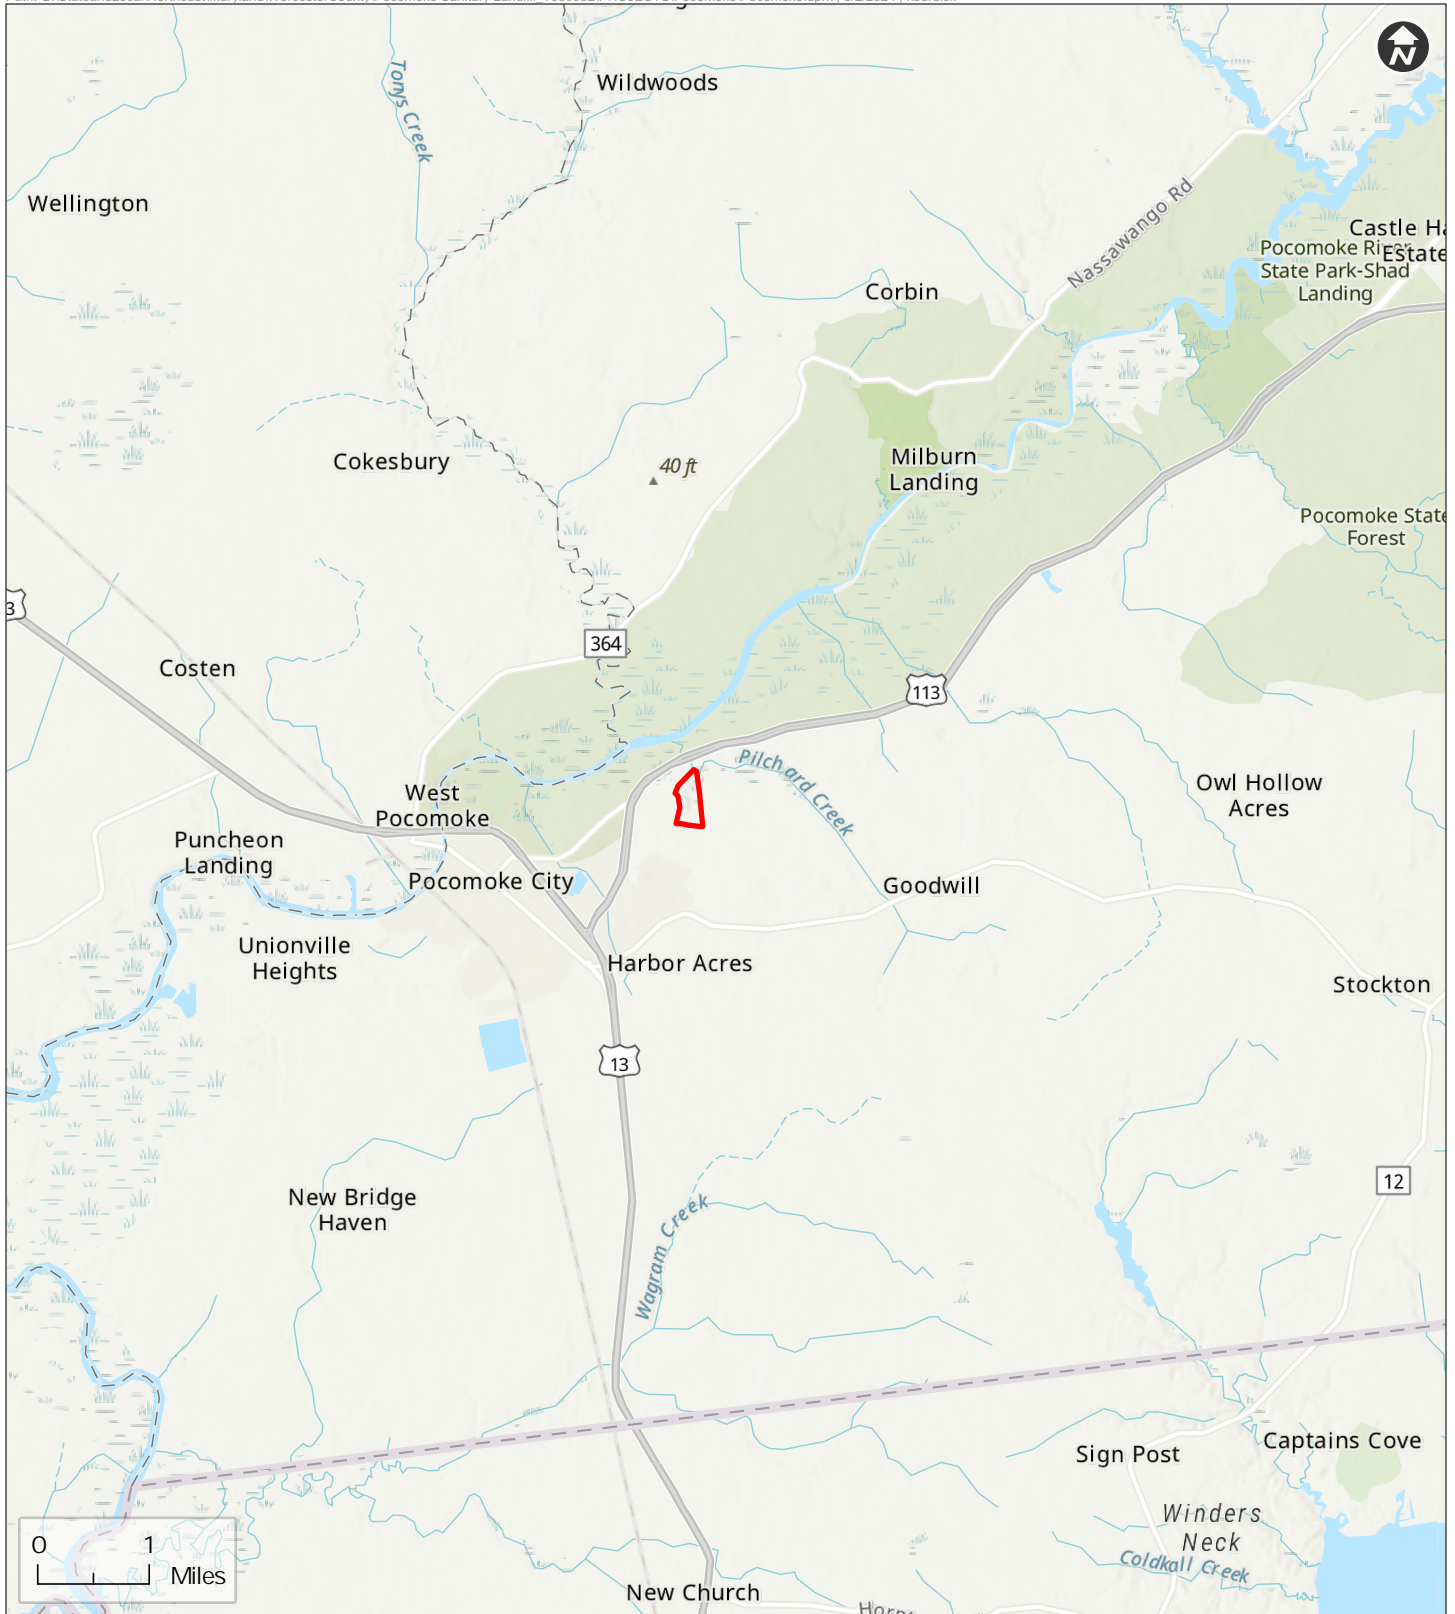 Wildwoods
Tonys Creek
N
Wellington
Nassawango Rd
Castle Ha
Estate
Pocomoke River
State Park-Shad
Landing
Corbin
Milburn
Landing
40 ft
Cokesbury
Pocomoke State
Forest
3
364
Costen
113
Pilchard Creek
Owl Hollow
Acres
West
Pocomoke
Puncheon
Landing
Pocomoke City
Goodwill
Unionville
Heights
Harbor Acres
Stockton
13
12
New Bridge
Haven
Wagram Creek
Sign Post
Captains Cove
Winders
Neck
Coldkall Creek
0 1
Miles
New Church